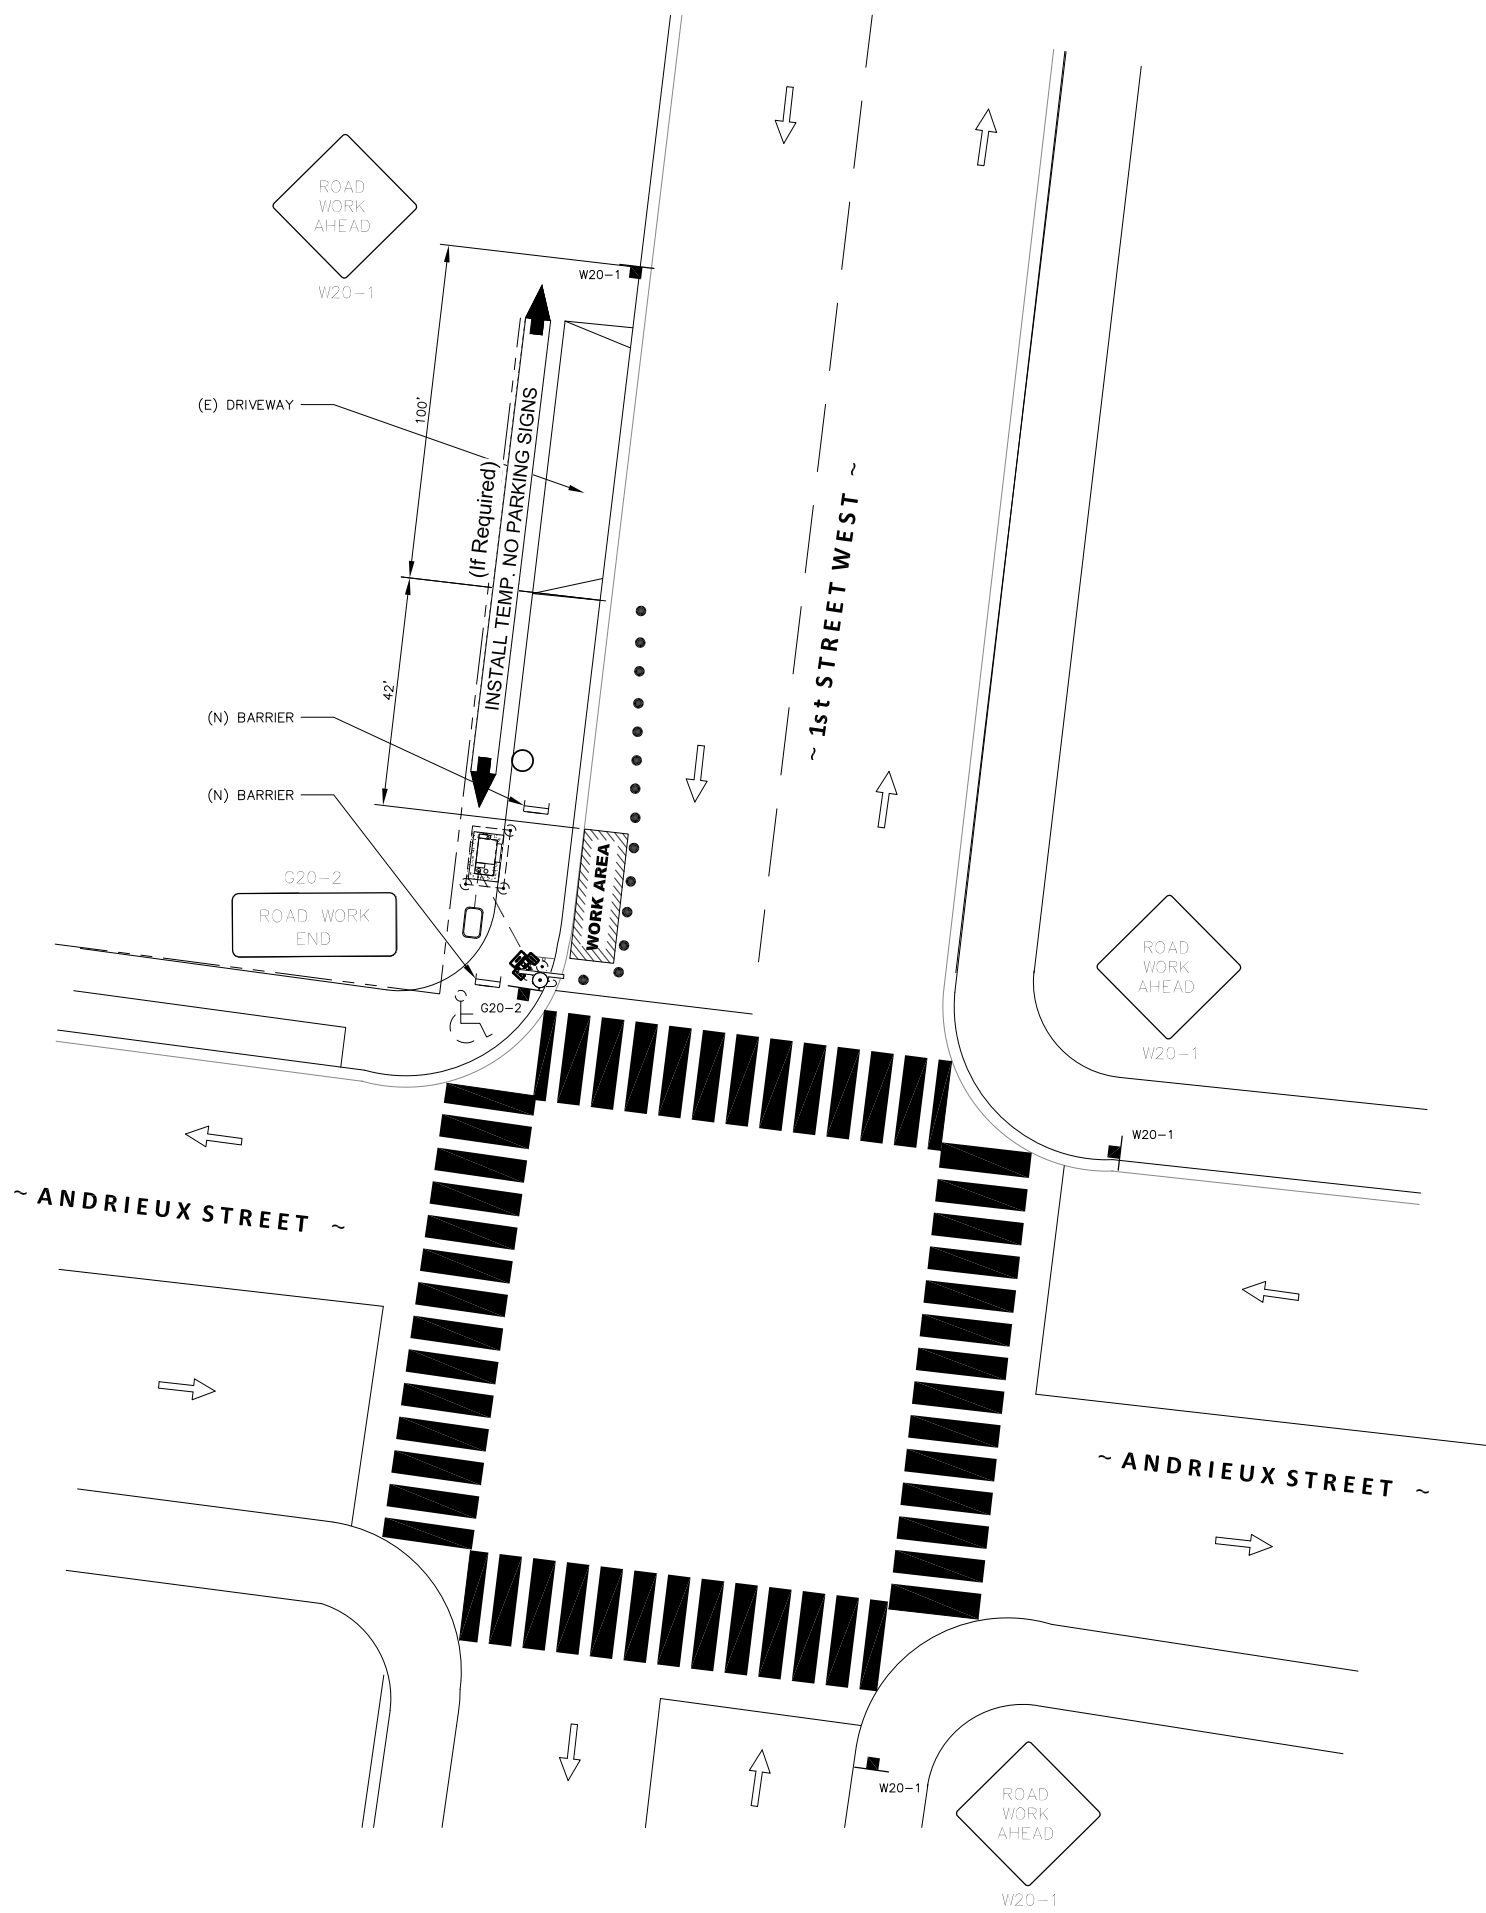 ROAD
WORK
AHEAD
W20-1
W20-1
(E) DRIVEWAY
100'
(If Required)
INSTALL TEMP. NO PARKING SIGNS
~ 1st STREET WEST ~
42'
(N) BARRIER
(N) BARRIER
WORK AREA
G20-2
ROAD WORK
END
G20-2
ROAD
WORK
AHEAD
W20-1
W20-1
~ ANDRIEUX STREET ~
~ ANDRIEUX STREET ~
W20-1
ROAD
WORK
AHEAD
W20-1